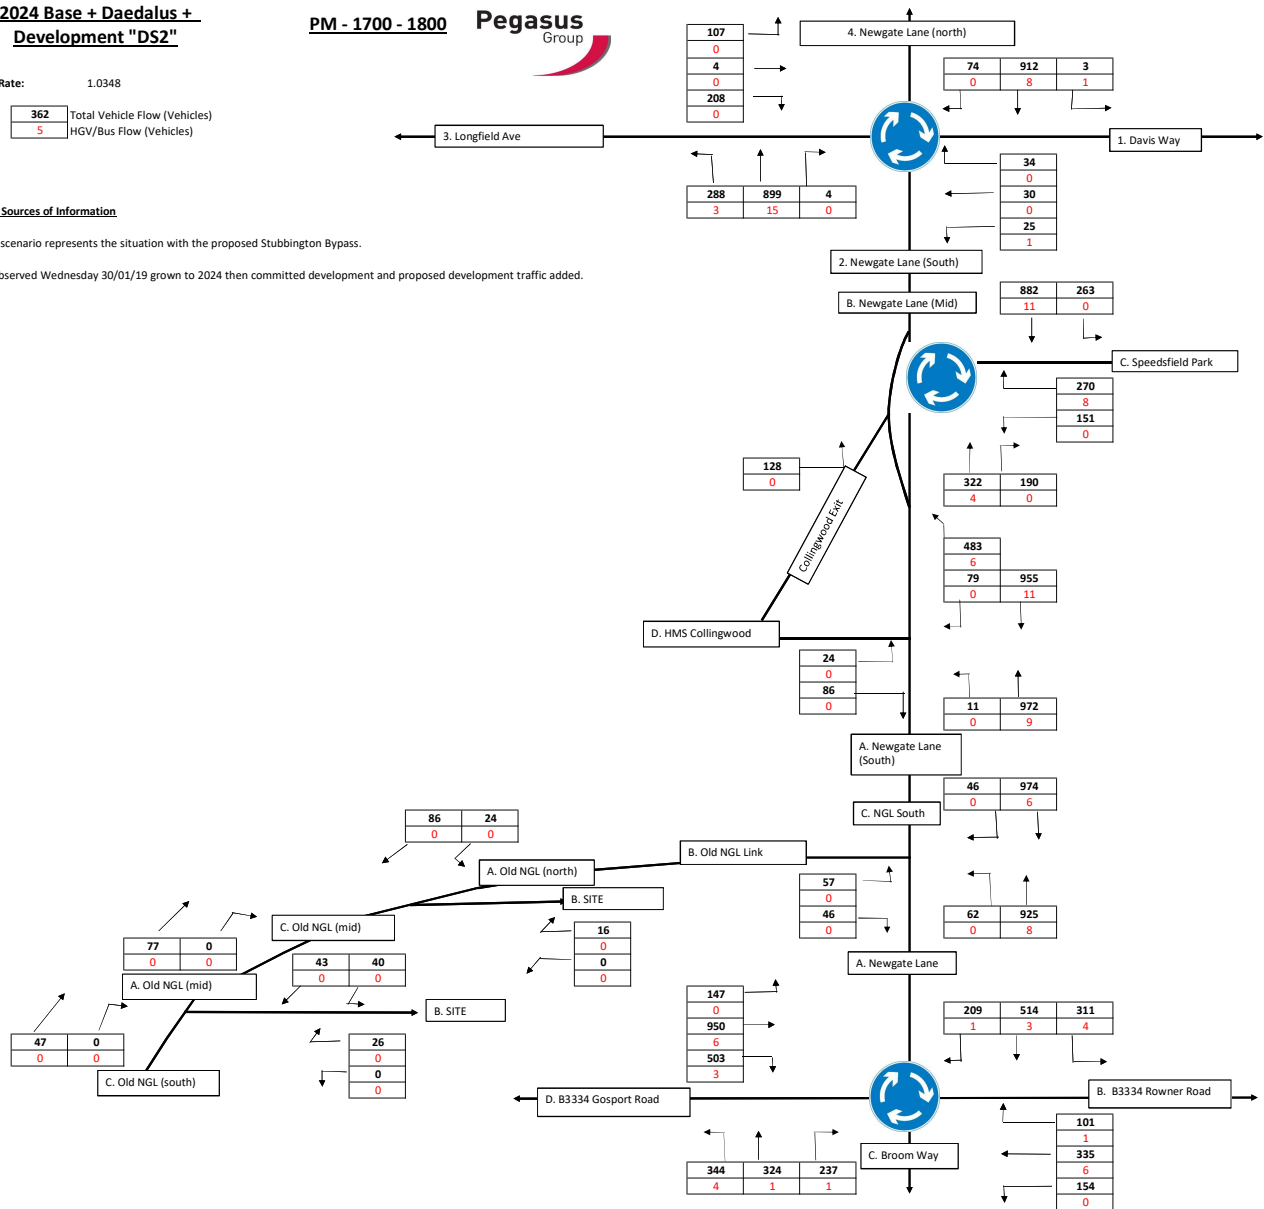 2024 Base + Daedalus +
Development "DS2"
PM - 1700 - 1800
Pegasus
Group
Rate: 1.0348
362 Total Vehicle Flow (Vehicles)
5 HGV/Bus Flow (Vehicles)
Sources of Information
scenario represents the situation with the proposed Stubbington Bypass.
Wednesday 30/01/19 grown to 2024 then committed development and proposed development traffic added.
107
0
4
0
208
0
4. Newgate Lane (north)
74 912 3
0 8 1
3. Longfield Ave
1. Davis Way
288 899 4
3 15 0
34
0
30
0
25
1
2. Newgate Lane (South)
B. Newgate Lane (Mid)
882 263
11 0
C. Speedsfield Park
270
8
151
0
128
0
Collingwood Exit
322 190
4 0
483
6
79 955
0 11
D. HMS Collingwood
24
0
86
0
11 972
0 9
A. Newgate Lane
(South)
46 974
0 6
C. NGL South
86 24
0 0
B. Old NGL Link
A. Old NGL (north)
57
0
46
0
62 925
0 8
B. SITE
C. Old NGL (mid)
16
0
0
0
77 0
0 0
43 40
0 0
A. Old NGL (mid)
A. Newgate Lane
B. SITE
147
0
950
6
503
3
209 514 311
1 3 4
47 0
0 0
26
0
0
0
C. Old NGL (south)
D. B3334 Gosport Road
B. B3334 Rowner Road
101
1
335
6
154
0
C. Broom Way
344 324 237
4 1 1